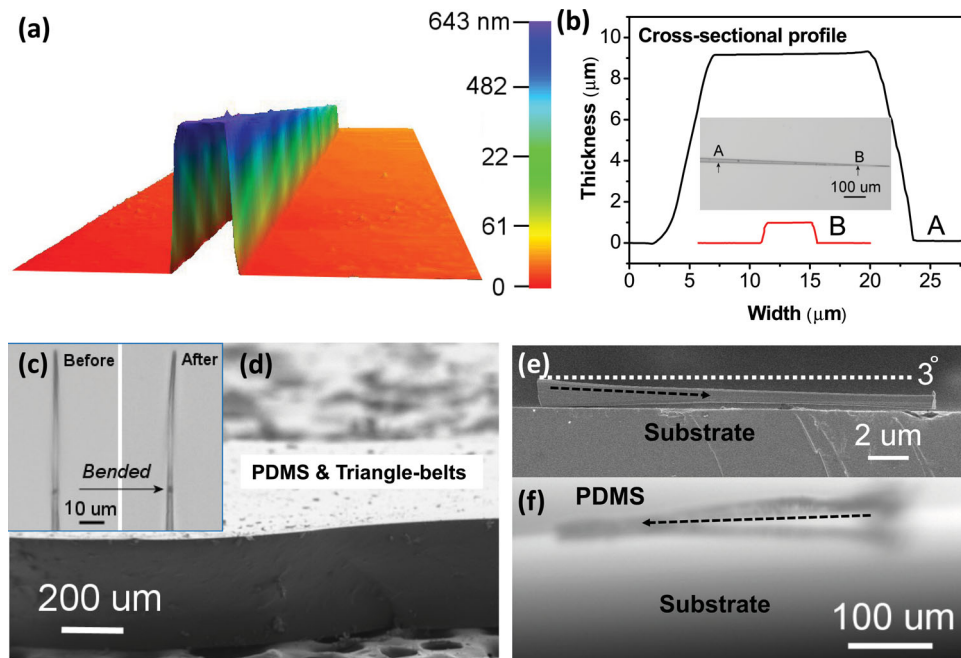 (a)
643 nm
482
22
61
0
(b)
Cross-sectional profile
10
8
6
4
2
0
Thickness (μm)
A
B
100 um
B
A
0
5
10
15
20
25
Width (μm)
(c)
Before
After
Bended
10 um
(d)
PDMS & Triangle-belts
200 um
(e)
3°
Substrate
2 um
(f)
PDMS
Substrate
100 um